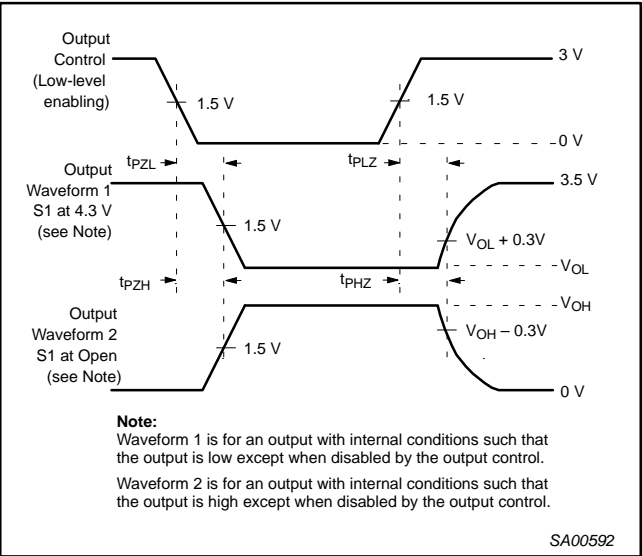 Output
Control
(Low-level
enabling)
3 V
1.5 V
1.5 V
0 V
tPZL
tPLZ
Output
Waveform 1
S1 at 4.3 V
(see Note)
3.5 V
1.5 V
VOL + 0.3V
VOL
tPZH
tPHZ
VOH
Output
Waveform 2
S1 at Open
(see Note)
1.5 V
VOH – 0.3V
0 V
Note:
Waveform 1 is for an output with internal conditions such that
the output is low except when disabled by the output control.
Waveform 2 is for an output with internal conditions such that
the output is high except when disabled by the output control.
SA00592